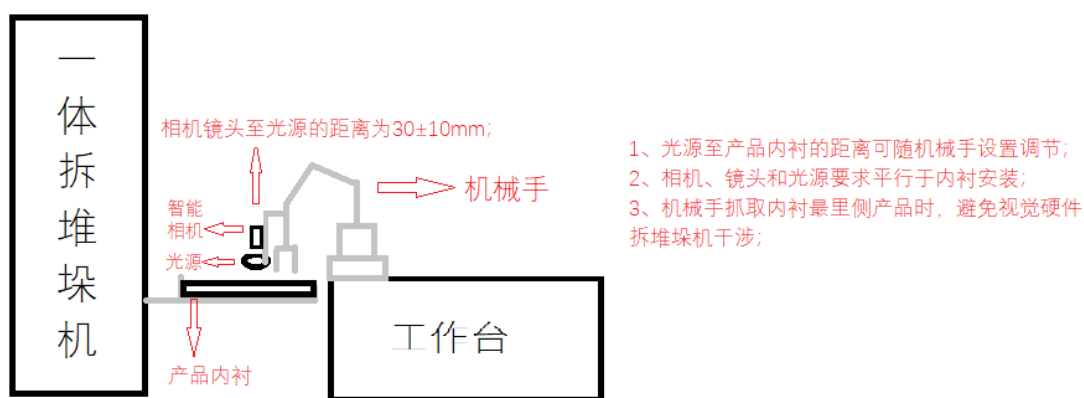 一体拆堆垛机
相机镜头至光源的距离为30±10mm；
机械手
智能
相机
光源
产品内衬
工作台
1、光源至产品内衬的距离可随机械手设置调节；
2、相机、镜头和光源要求平行于内衬安装；
3、机械手抓取内衬最里侧产品时，避免视觉硬件
拆堆垛机干涉；